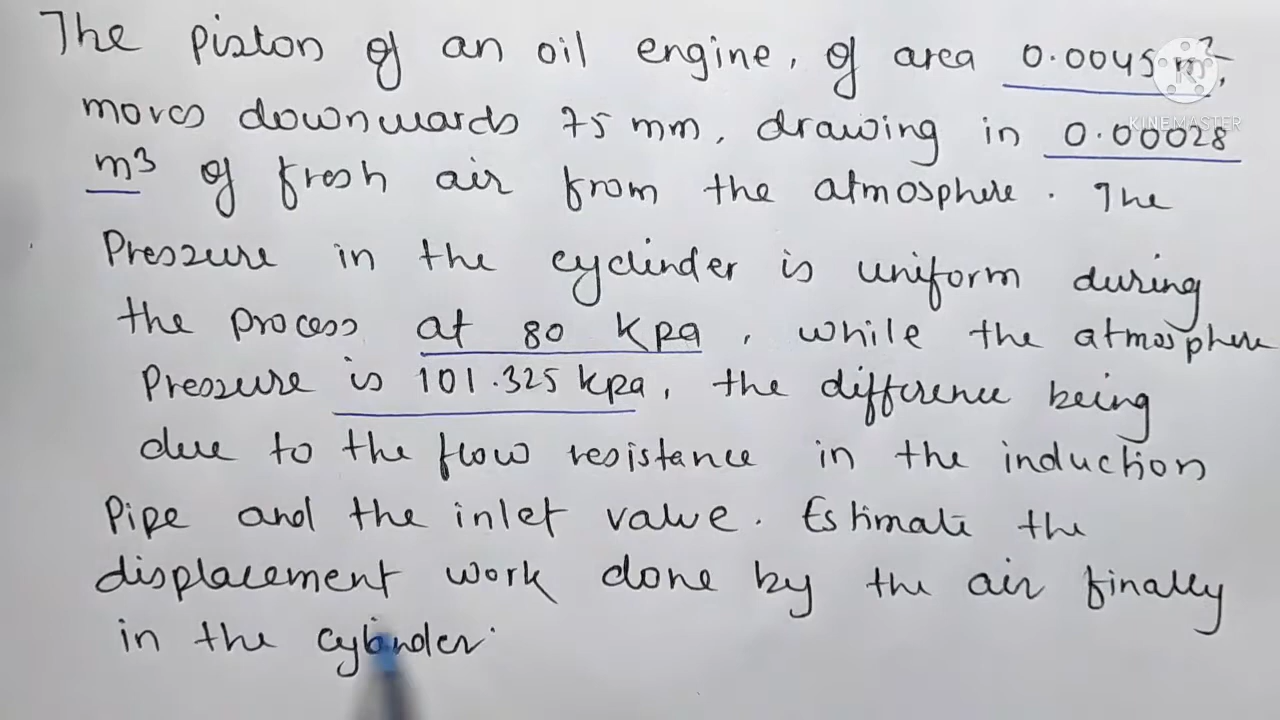 The piston of an oil engine, of area 0.0045 m²,
moves downwards 75 mm, drawing in 0.00028
m³ of fresh air from the atmosphere. The
Pressure in the cyclinder is uniform during
the process at 80 Kpa, while the atmosphere
Pressure is 101.325 kpa, the difference being
due to the flow resistance in the induction
Pipe and the inlet valve. Estimate the
displacement work done by the air finally
in the cylinder.
KINEMASTER